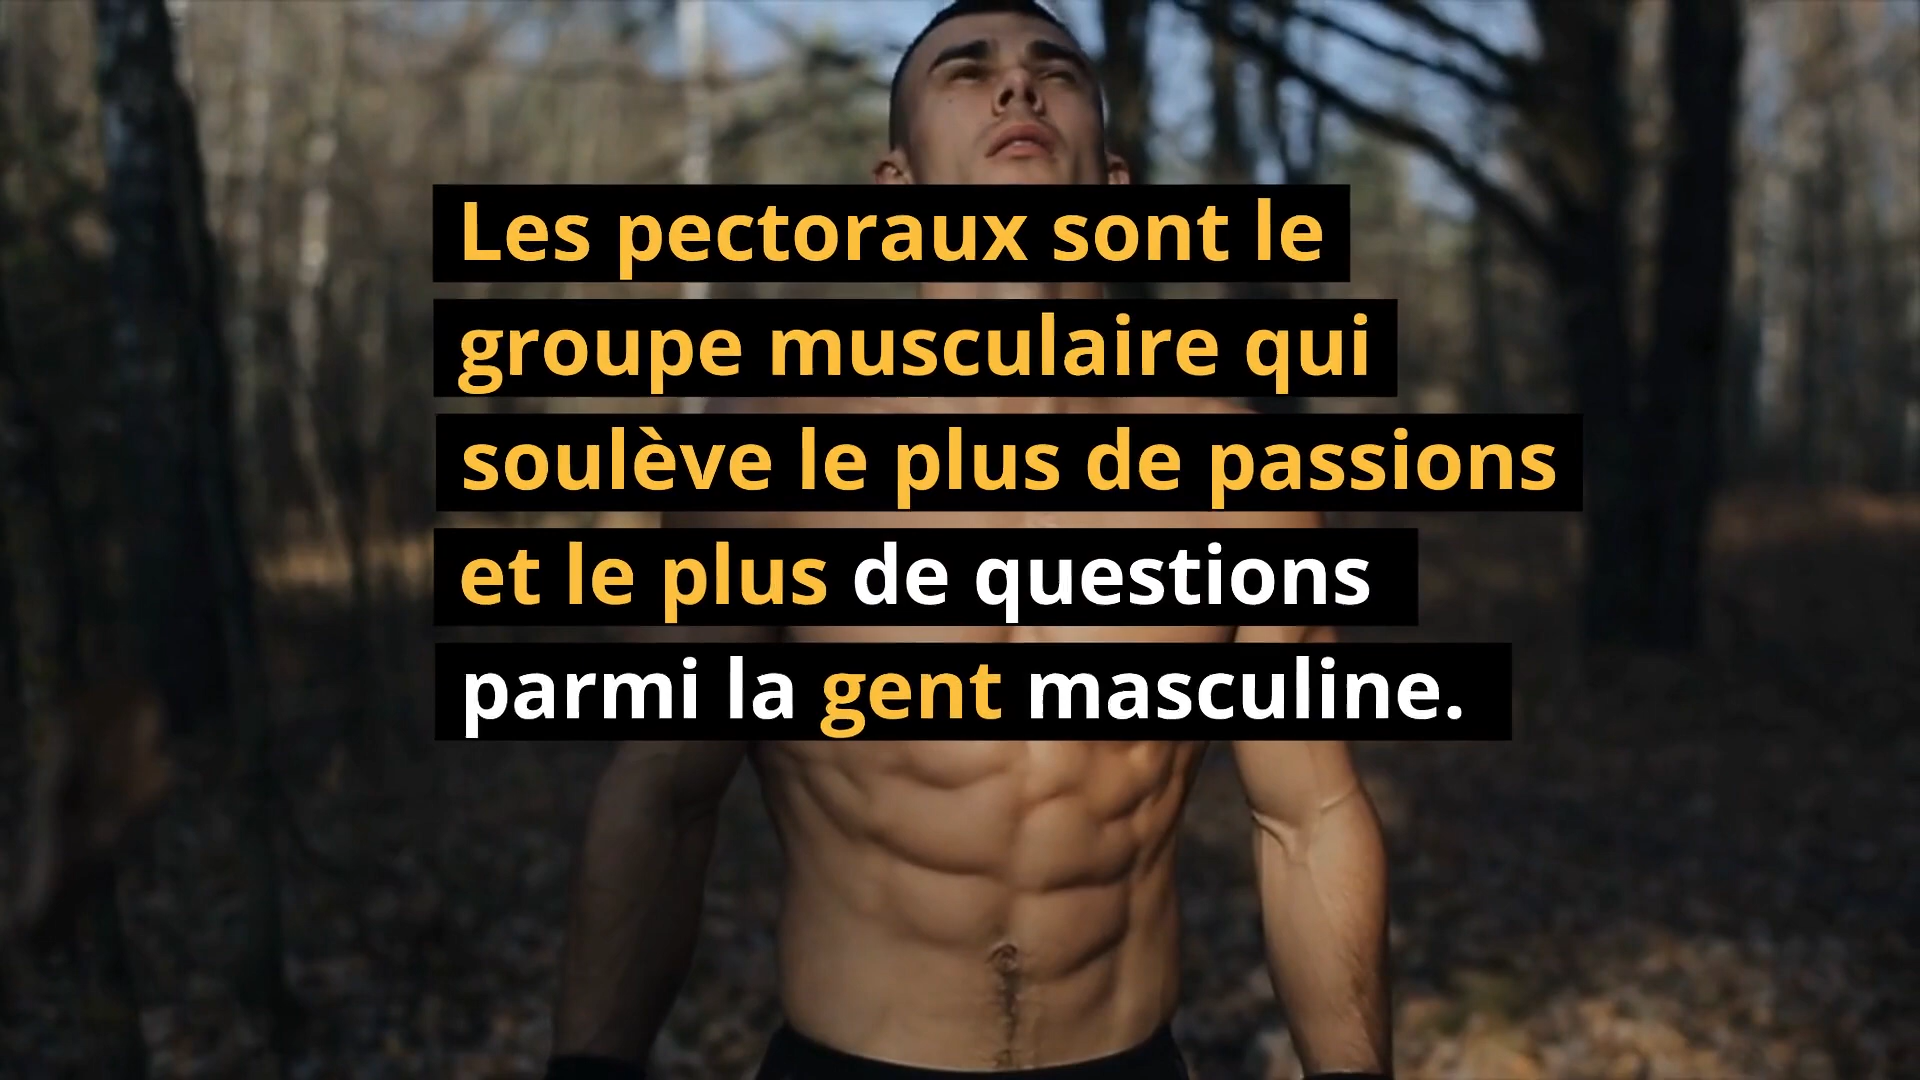 Les pectoraux sont le
groupe musculaire qui
soulève le plus de passions
et le plus de questions
parmi la gent masculine.